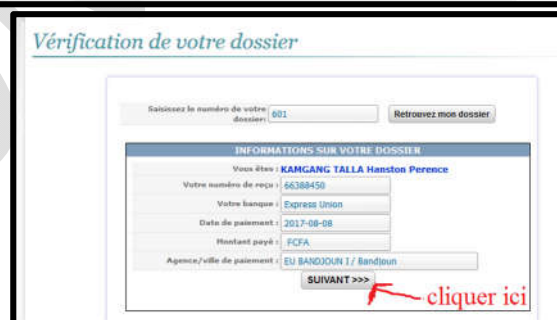 Vérification de votre dossier
Saisissez le numéro de votre dossier: 601 Retrouvez mon dossier
INFORMATIONS SUR VOTRE DOSSIER
Vous êtes : KAMGANG TALLA Hanston Perence
Votre numéro de reçu : 66388450
Votre banque : Express Union
Date de paiement : 2017-08-08
Montant payé : FCFA
Agence/ville de paiement : EU BANDJOUN I / Bandjoun
SUIVANT >>>
cliquer ici